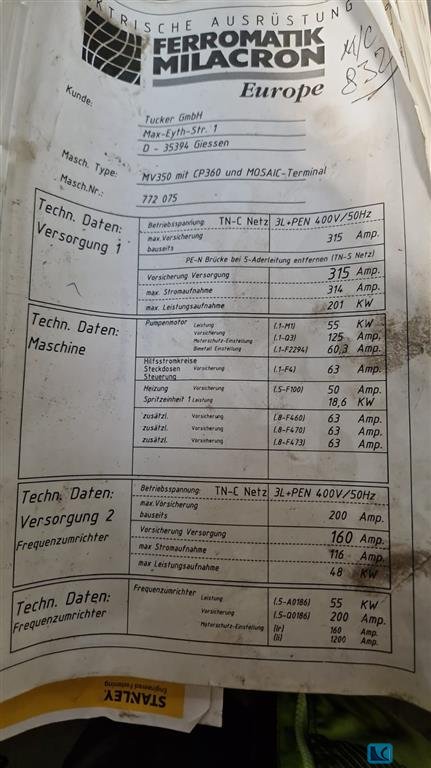 KTRISCHE AUSRÜSTUNG
FERROMATIK
MILACRON
Europe
M/C
832
Kunde: Tucker GmbH
Max-Eyth-Str. 1
D - 35394 Giessen
Masch. Type: MV350 mit CP360 und MOSAIC-Terminal
Masch.Nr.: 772 075
Techn. Daten:
Versorgung 1
Betriebsspannung: TN-C Netz 3L+PEN 400V/50Hz
max.Vorsicherung
bauseits 315 Amp.
PE-N Brücke bei 5-Aderleitung entfernen (TN-S Netz)
Vorsicherung Versorgung 315 Amp.
max. Stromaufnahme 314 Amp.
max. Leistungsaufnahme 201 KW
Techn. Daten:
Maschine
Pumpenmotor Leistung (.1-M1) 55 KW
Vorsicherung (.1-Q3) 125 Amp.
Motorschutz-Einstellung
Bimetall Einstellung (.1-F2294) 60,3 Amp.
Hilfsstromkreise
Steckdosen Vorsicherung (.1-F4) 63 Amp.
Steuerung
Heizung Vorsicherung (.5-F100) 50 Amp.
Spritzeinheit 1 Leistung 18,6 KW
zusätzl. Vorsicherung (.8-F460) 63 Amp.
zusätzl. Vorsicherung (.8-F470) 63 Amp.
zusätzl. Vorsicherung (.8-F473) 63 Amp.
Techn. Daten:
Versorgung 2
Frequenzumrichter
Betriebsspannung: TN-C Netz 3L+PEN 400V/50Hz
max.Vorsicherung
bauseits 200 Amp.
Vorsicherung Versorgung 160 Amp.
max Stromaufnahme 116 Amp.
max Leistungsaufnahme 48 KW
Techn. Daten:
Frequenzumrichter
Frequenzumrichter
Leistung (.5-A0186) 55 KW
Vorsicherung (.5-Q0186) 200 Amp.
Motorschutz-Einstellung (Ir) 160 Amp.
(Ii) 1200 Amp.
STANLEY
Engineered Fastening